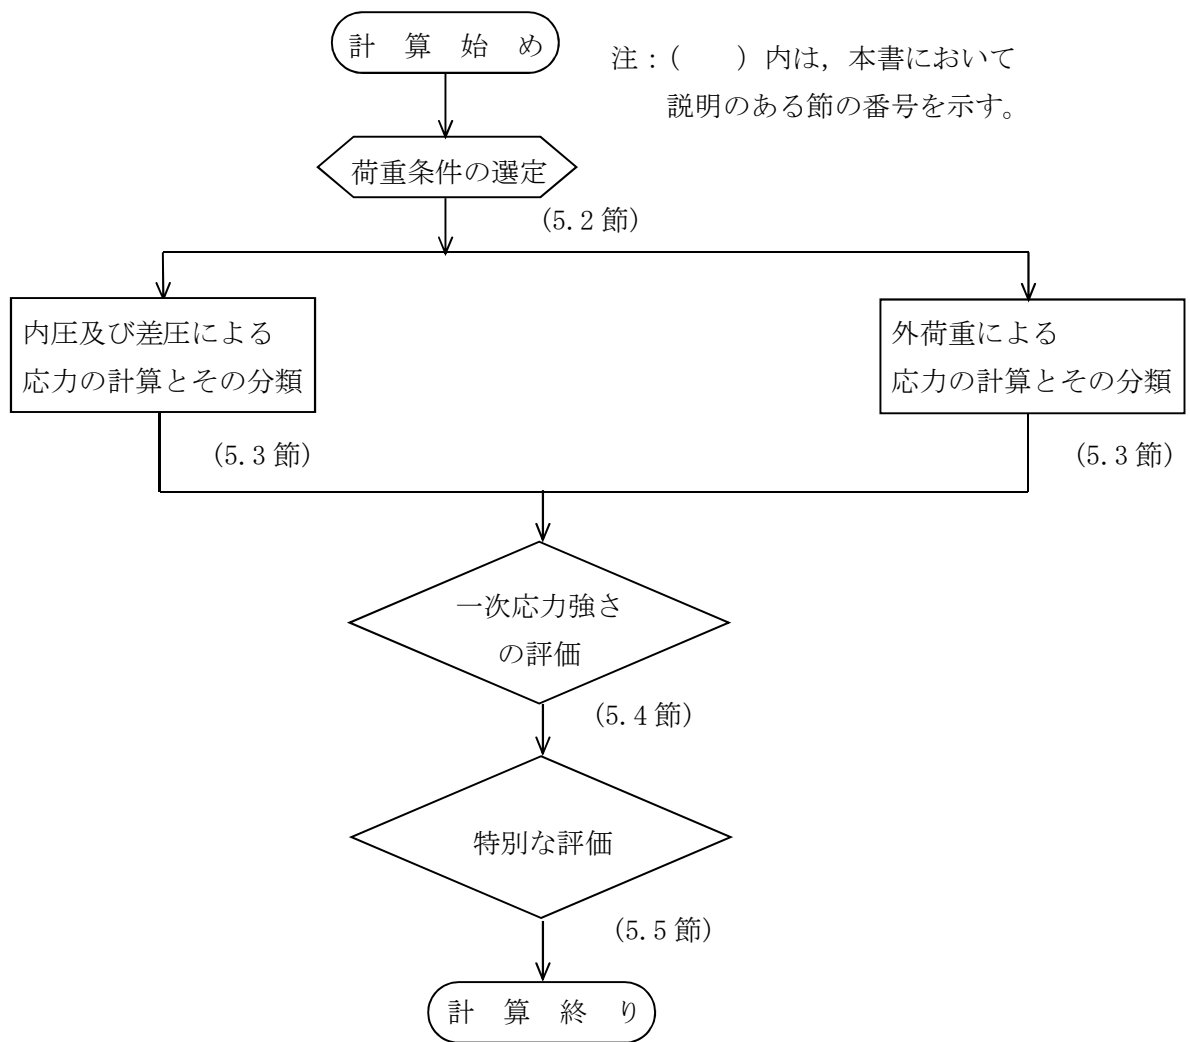 計 算 始 め
注：(　　) 内は，本書において
説明のある節の番号を示す。
荷重条件の選定
(5.2 節)
内圧及び差圧による
応力の計算とその分類
外荷重による
応力の計算とその分類
(5.3 節)
(5.3 節)
一次応力強さ
の評価
(5.4 節)
特別な評価
(5.5 節)
計 算 終 り